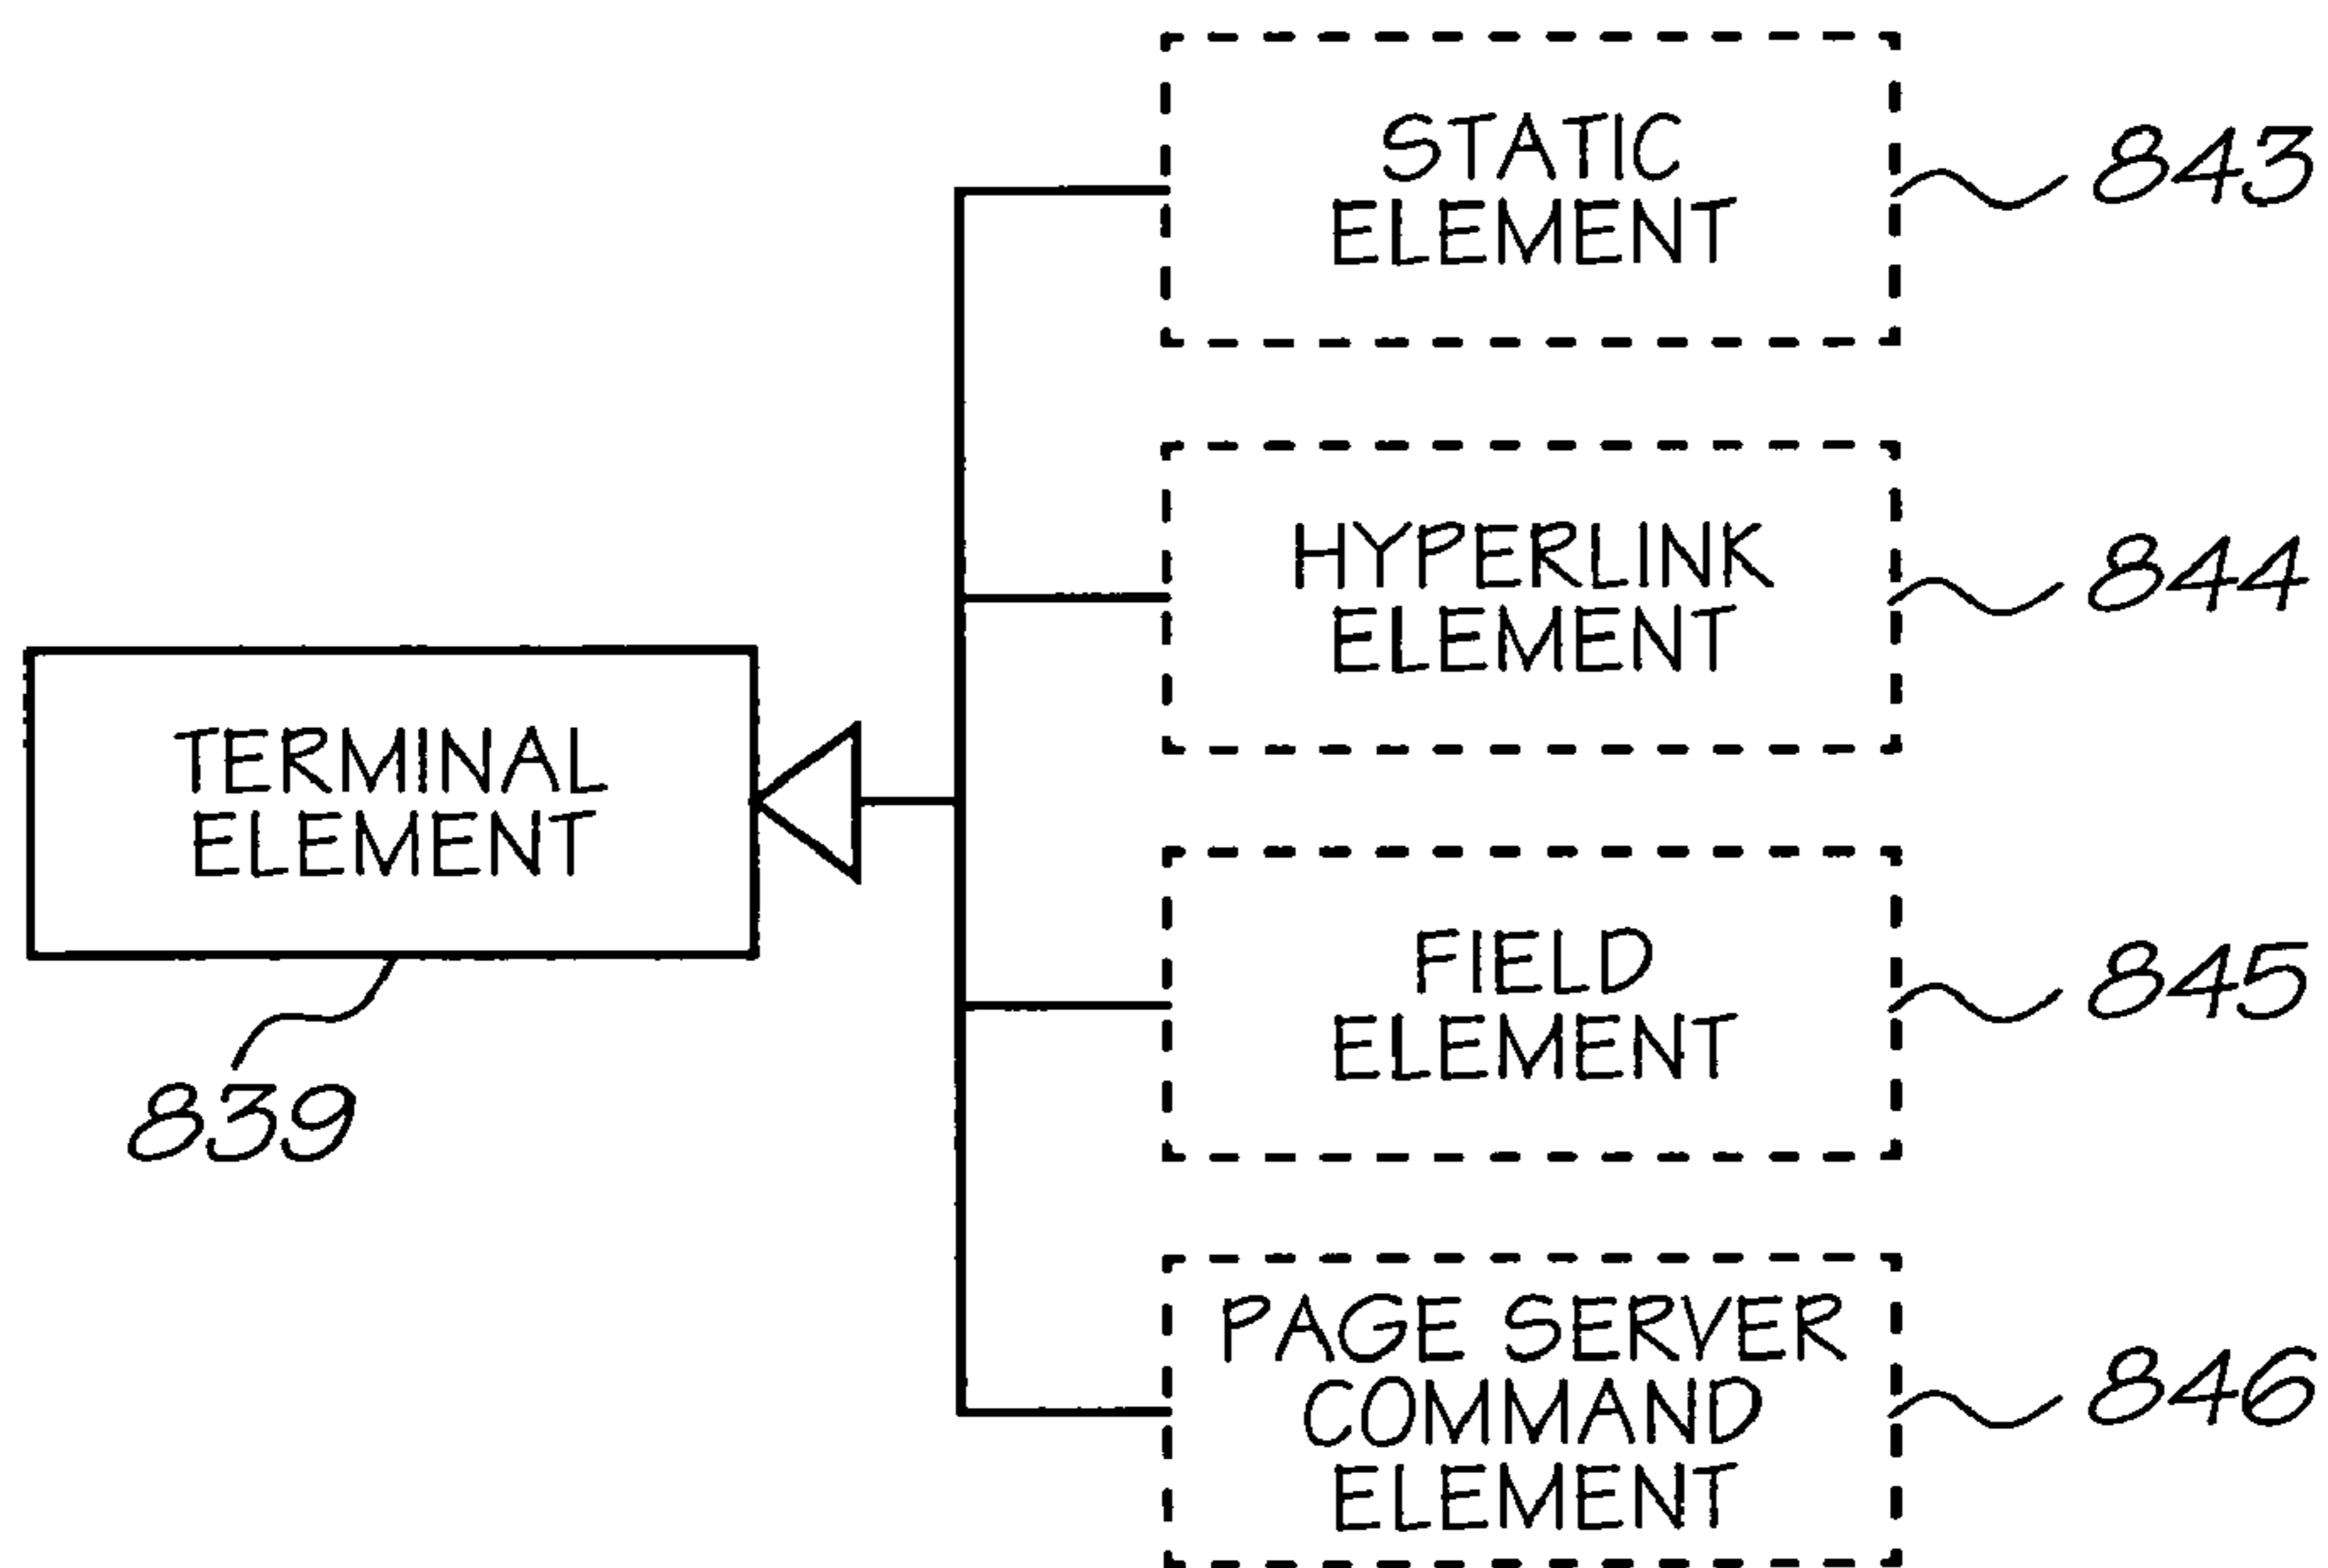 STATIC
ELEMENT
843
HYPERLINK
ELEMENT
844
TERMINAL
ELEMENT
839
FIELD
ELEMENT
845
PAGE SERVER
COMMAND
ELEMENT
846